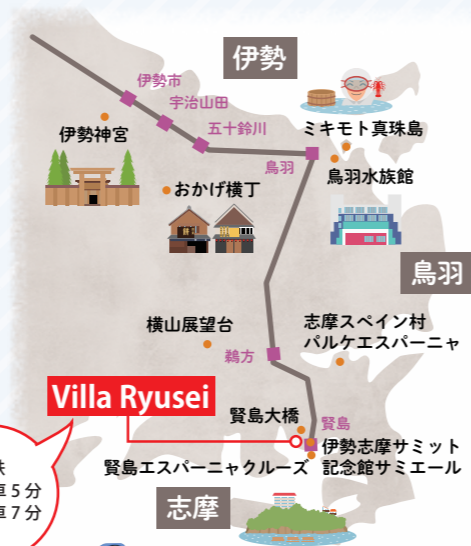 伊勢
伊勢市
宇治山田
五十鈴川
伊勢神宮
ミキモト真珠島
鳥羽
鳥羽水族館
おかげ横丁
鳥羽
横山展望台
志摩スペイン村
パルケエスパーニャ
鵜方
Villa Ryusei
賢島大橋
賢島
伊勢志摩サミット
記念館サミエール
賢島エスパーニャクルーズ
鉄
車5分
車7分
志摩